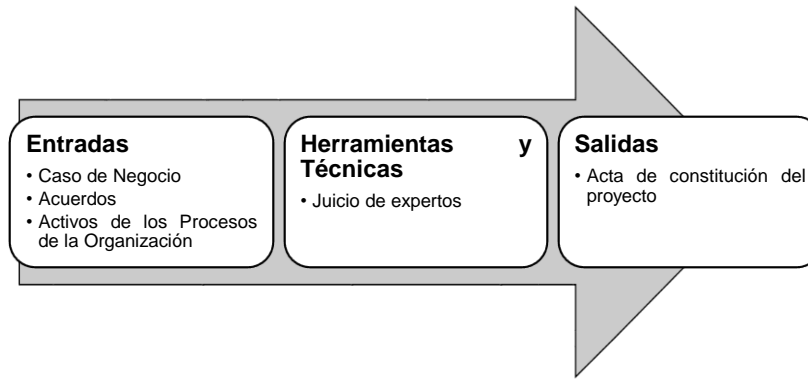 Entradas
• Caso de Negocio
• Acuerdos
• Activos de los Procesos
de la Organización
Herramientas y
Técnicas
• Juicio de expertos
Salidas
• Acta de constitución del
proyecto